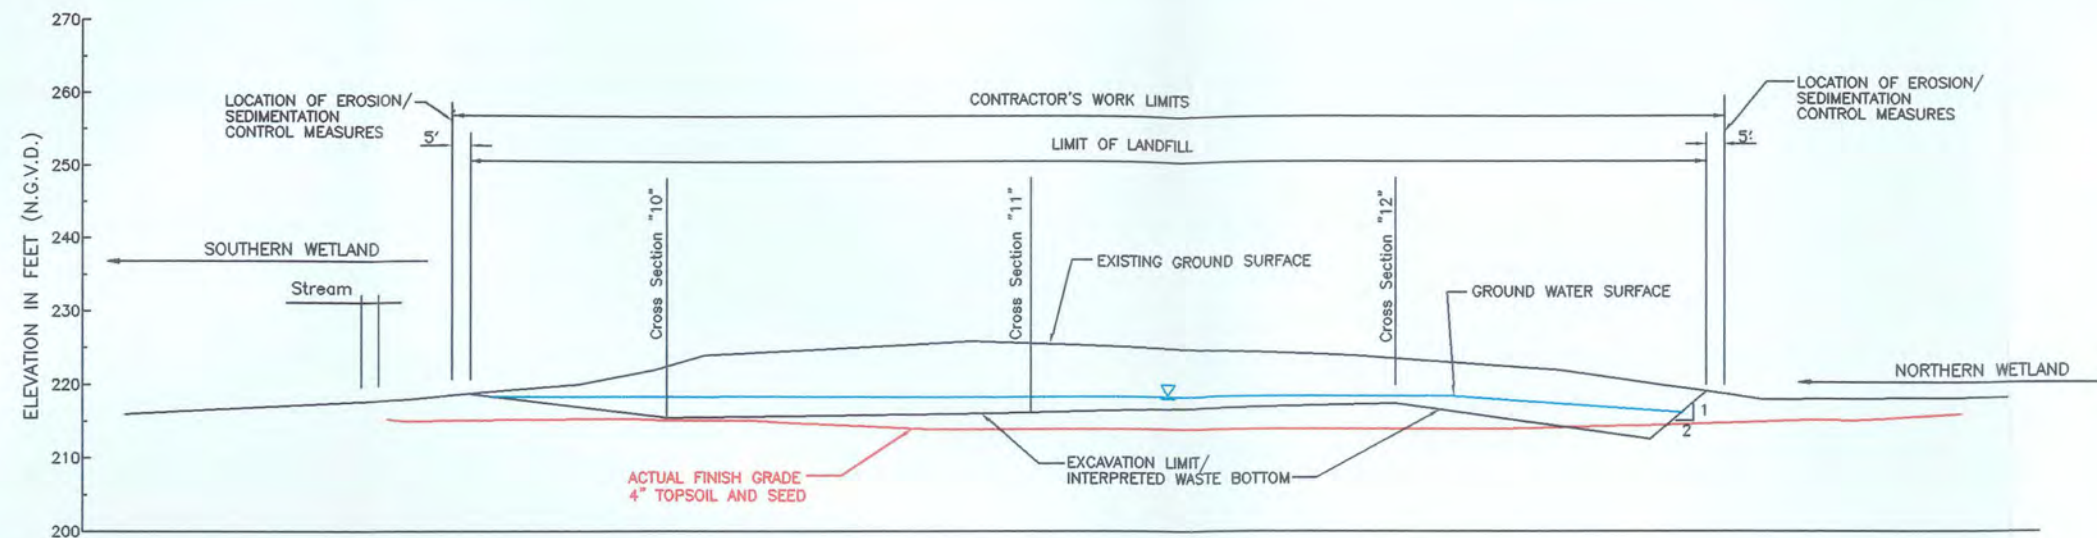 270
260
250
240
230
220
210
200
ELEVATION IN FEET (N.G.V.D.)
LOCATION OF EROSION/
SEDIMENTATION
CONTROL MEASURES
5'
CONTRACTOR'S WORK LIMITS
LIMIT OF LANDFILL
LOCATION OF EROSION/
SEDIMENTATION
CONTROL MEASURES
5'
SOUTHERN WETLAND
Stream
Cross Section "10"
Cross Section "11"
Cross Section "12"
EXISTING GROUND SURFACE
GROUND WATER SURFACE
NORTHERN WETLAND
1
2
ACTUAL FINISH GRADE
4" TOPSOIL AND SEED
EXCAVATION LIMIT/
INTERPRETED WASTE BOTTOM